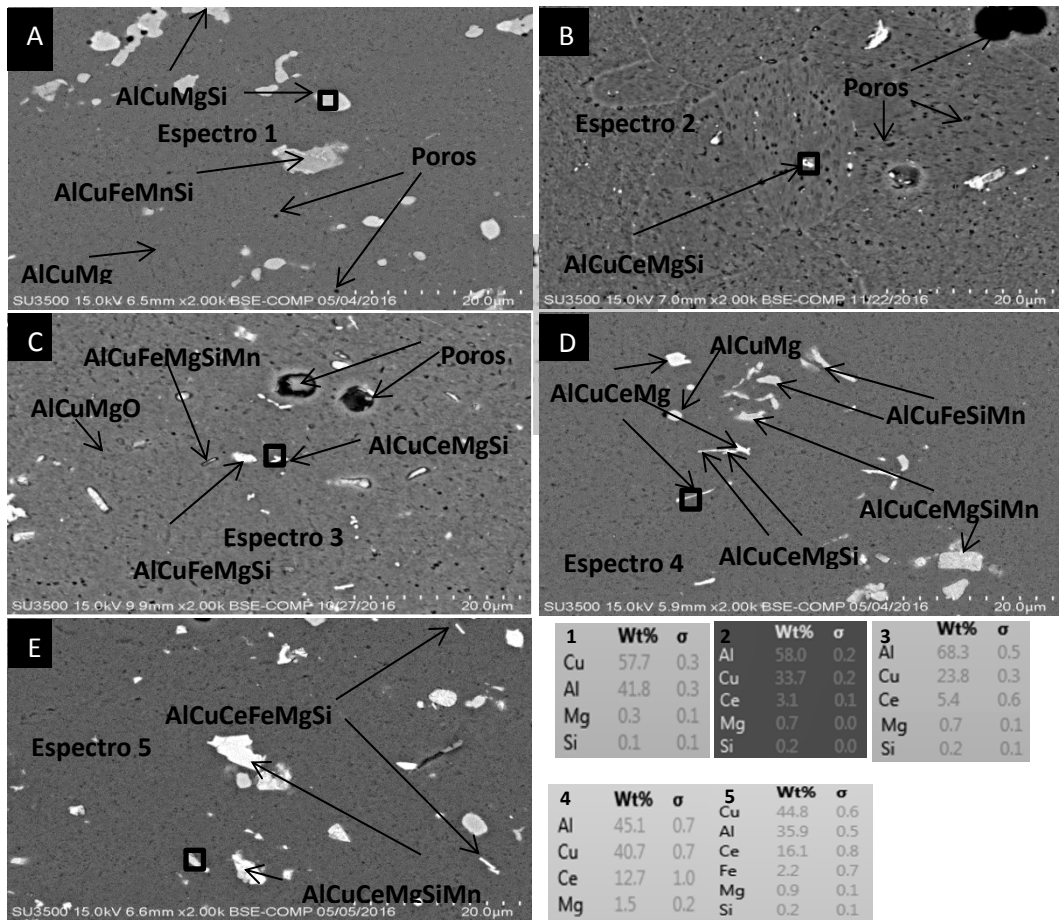 A
AlCuMgSi
Espectro 1
Poros
AlCuFeMnSi
AlCuMg
SU3500 15.0kV 6.5mm x2.00k BSE-COMP 05/04/2016 20.0µm
B
Poros
Espectro 2
AlCuCeMgSi
SU3500 15.0kV 7.0mm x2.00k BSE-COMP 11/22/2016 20.0µm
C
AlCuFeMgSiMn
Poros
AlCuMgO
AlCuCeMgSi
Espectro 3
AlCuFeMgSi
SU3500 15.0kV 9.9mm x2.00k BSE-COMP 10/27/2016 20.0µm
D
AlCuMg
AlCuCeMg
AlCuFeSiMn
AlCuCeMgSiMn
AlCuCeMgSi
Espectro 4
SU3500 15.0kV 5.9mm x2.00k BSE-COMP 05/04/2016 20.0µm
E
AlCuCeFeMgSi
Espectro 5
AlCuCeMgSiMn
SU3500 15.0kV 6.6mm x2.00k BSE-COMP 05/05/2016 20.0µm
1 Wt% σ
Cu 57.7 0.3
Al 41.8 0.3
Mg 0.3 0.1
Si 0.1 0.1
2 Wt% σ
Al 58.0 0.2
Cu 33.7 0.2
Ce 3.1 0.1
Mg 0.7 0.0
Si 0.2 0.0
3 Wt% σ
Al 68.3 0.5
Cu 23.8 0.3
Ce 5.4 0.6
Mg 0.7 0.1
Si 0.2 0.1
4 Wt% σ
Al 45.1 0.7
Cu 40.7 0.7
Ce 12.7 1.0
Mg 1.5 0.2
5 Wt% σ
Cu 44.8 0.6
Al 35.9 0.5
Ce 16.1 0.8
Fe 2.2 0.7
Mg 0.9 0.1
Si 0.2 0.1